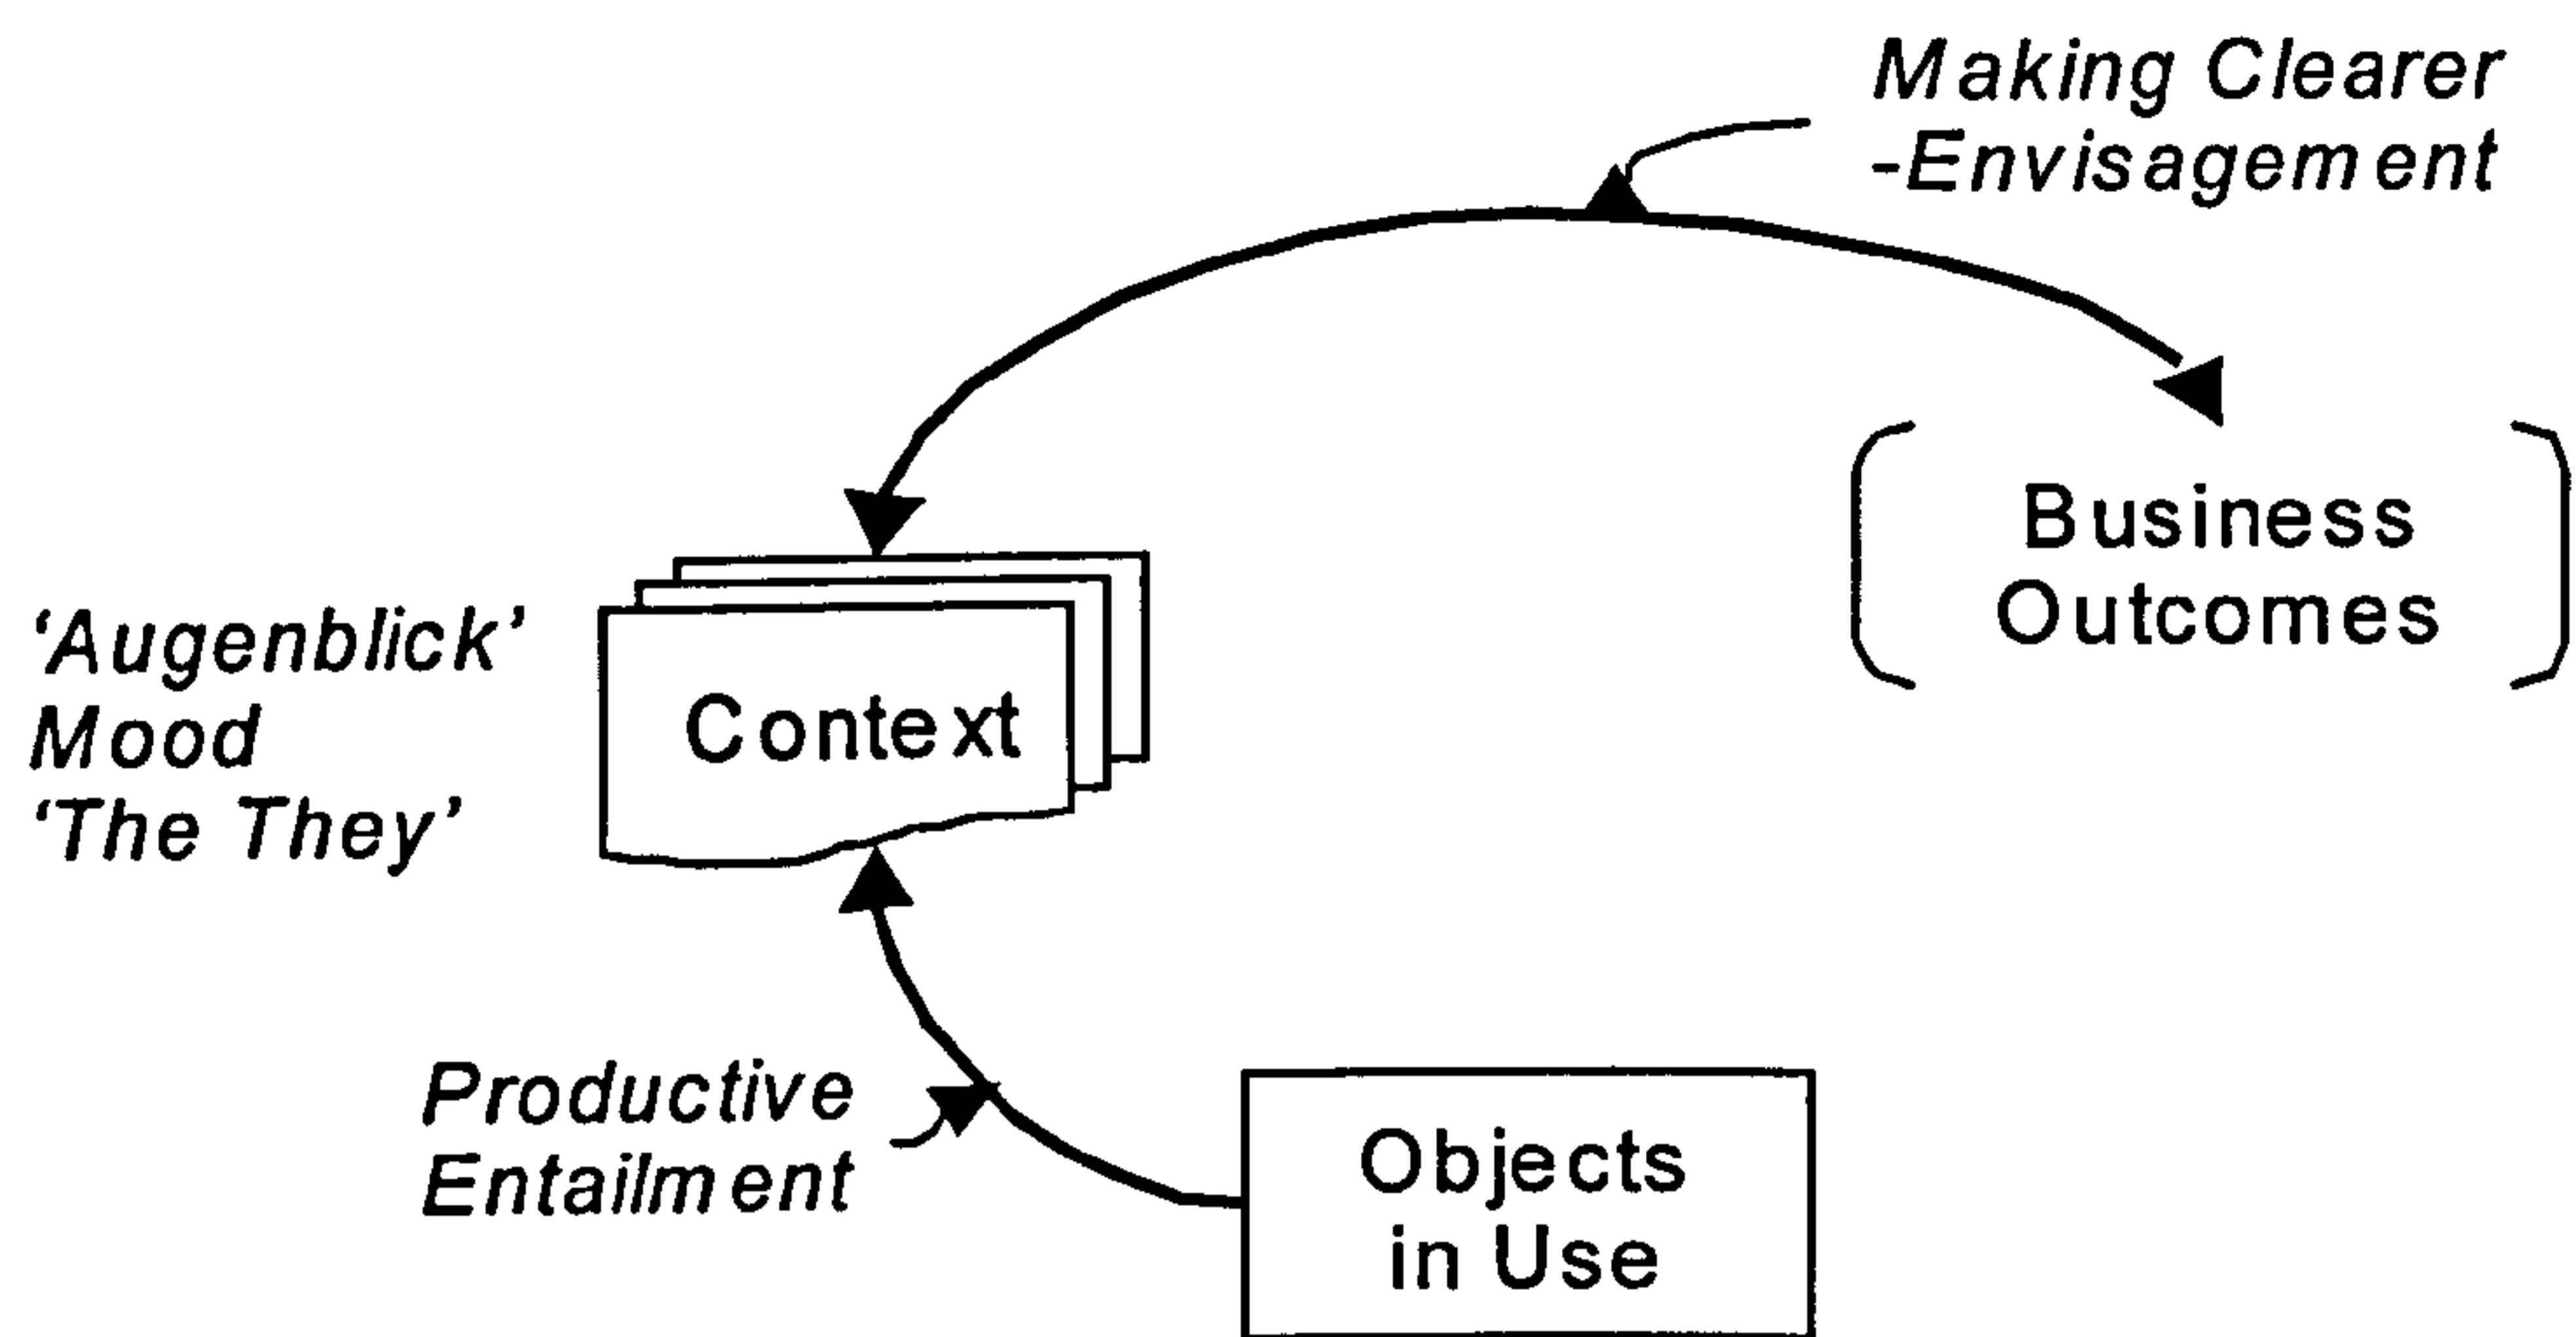 Making Clearer
-Envisagement
Business
Outcomes
‘Augenblick’
Mood
‘The They’
Context
Productive
Entailment
Objects
in Use